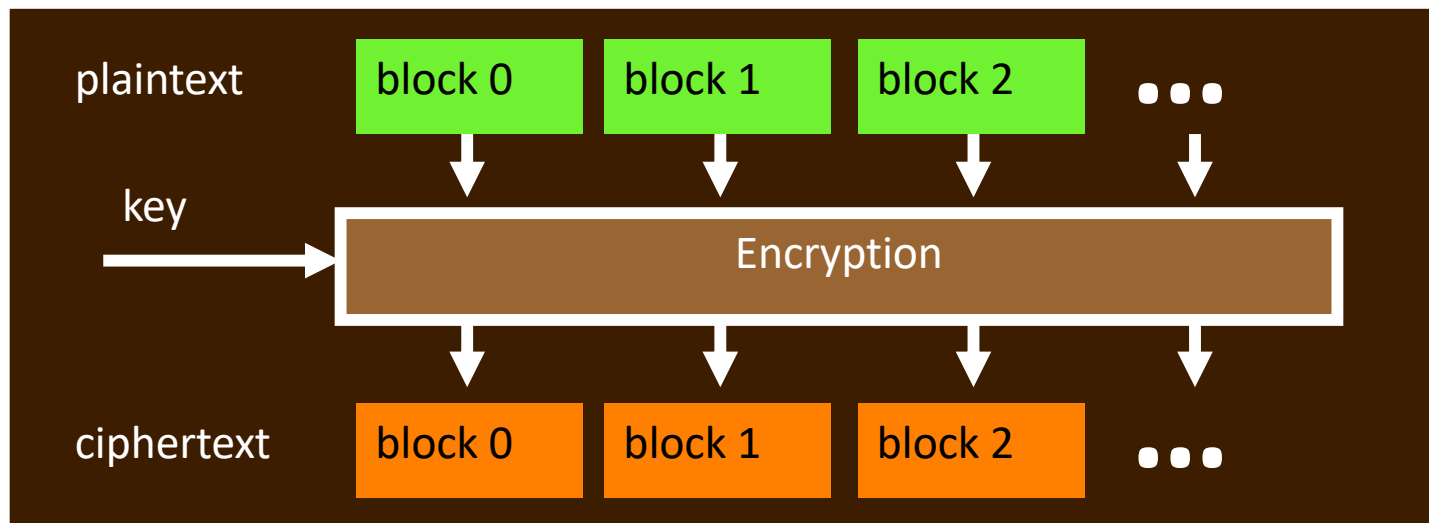 plaintext block 0 block 1 block 2 ...
key
Encryption
ciphertext block 0 block 1 block 2 ...